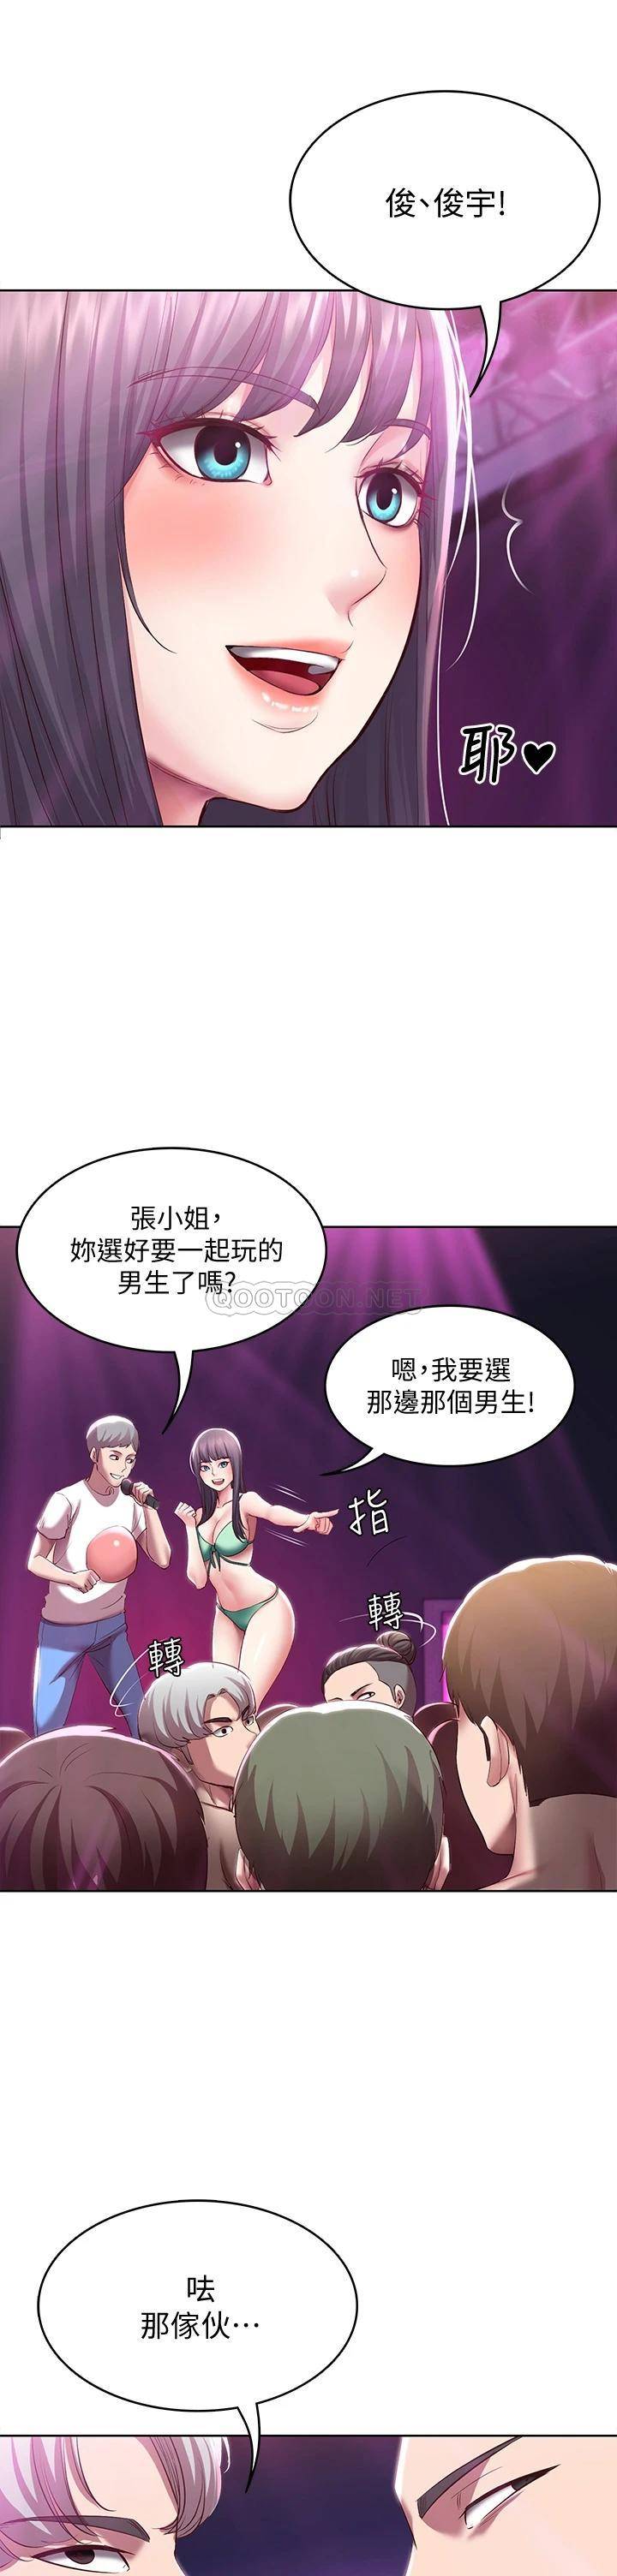 俊、俊宇!
耶♥
張小姐,
妳選好要一起玩的
男生了嗎?
QOOTOON.NET
嗯,我要選
那邊那個男生!
指
轉
轉
呿
那傢伙⋯